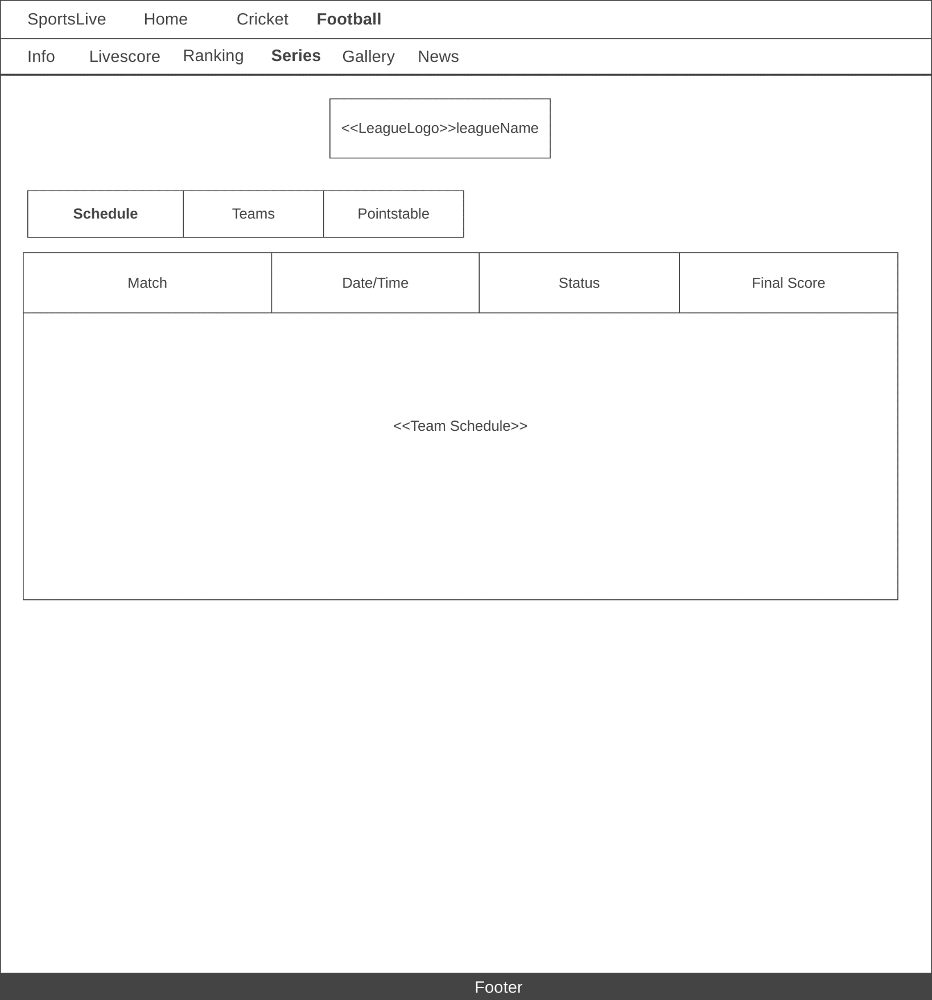 SportsLive Home Cricket Football
Info Livescore Ranking Series Gallery News
<<LeagueLogo>>leagueName
Schedule Teams Pointstable
Match Date/Time Status Final Score
<<Team Schedule>>
Footer